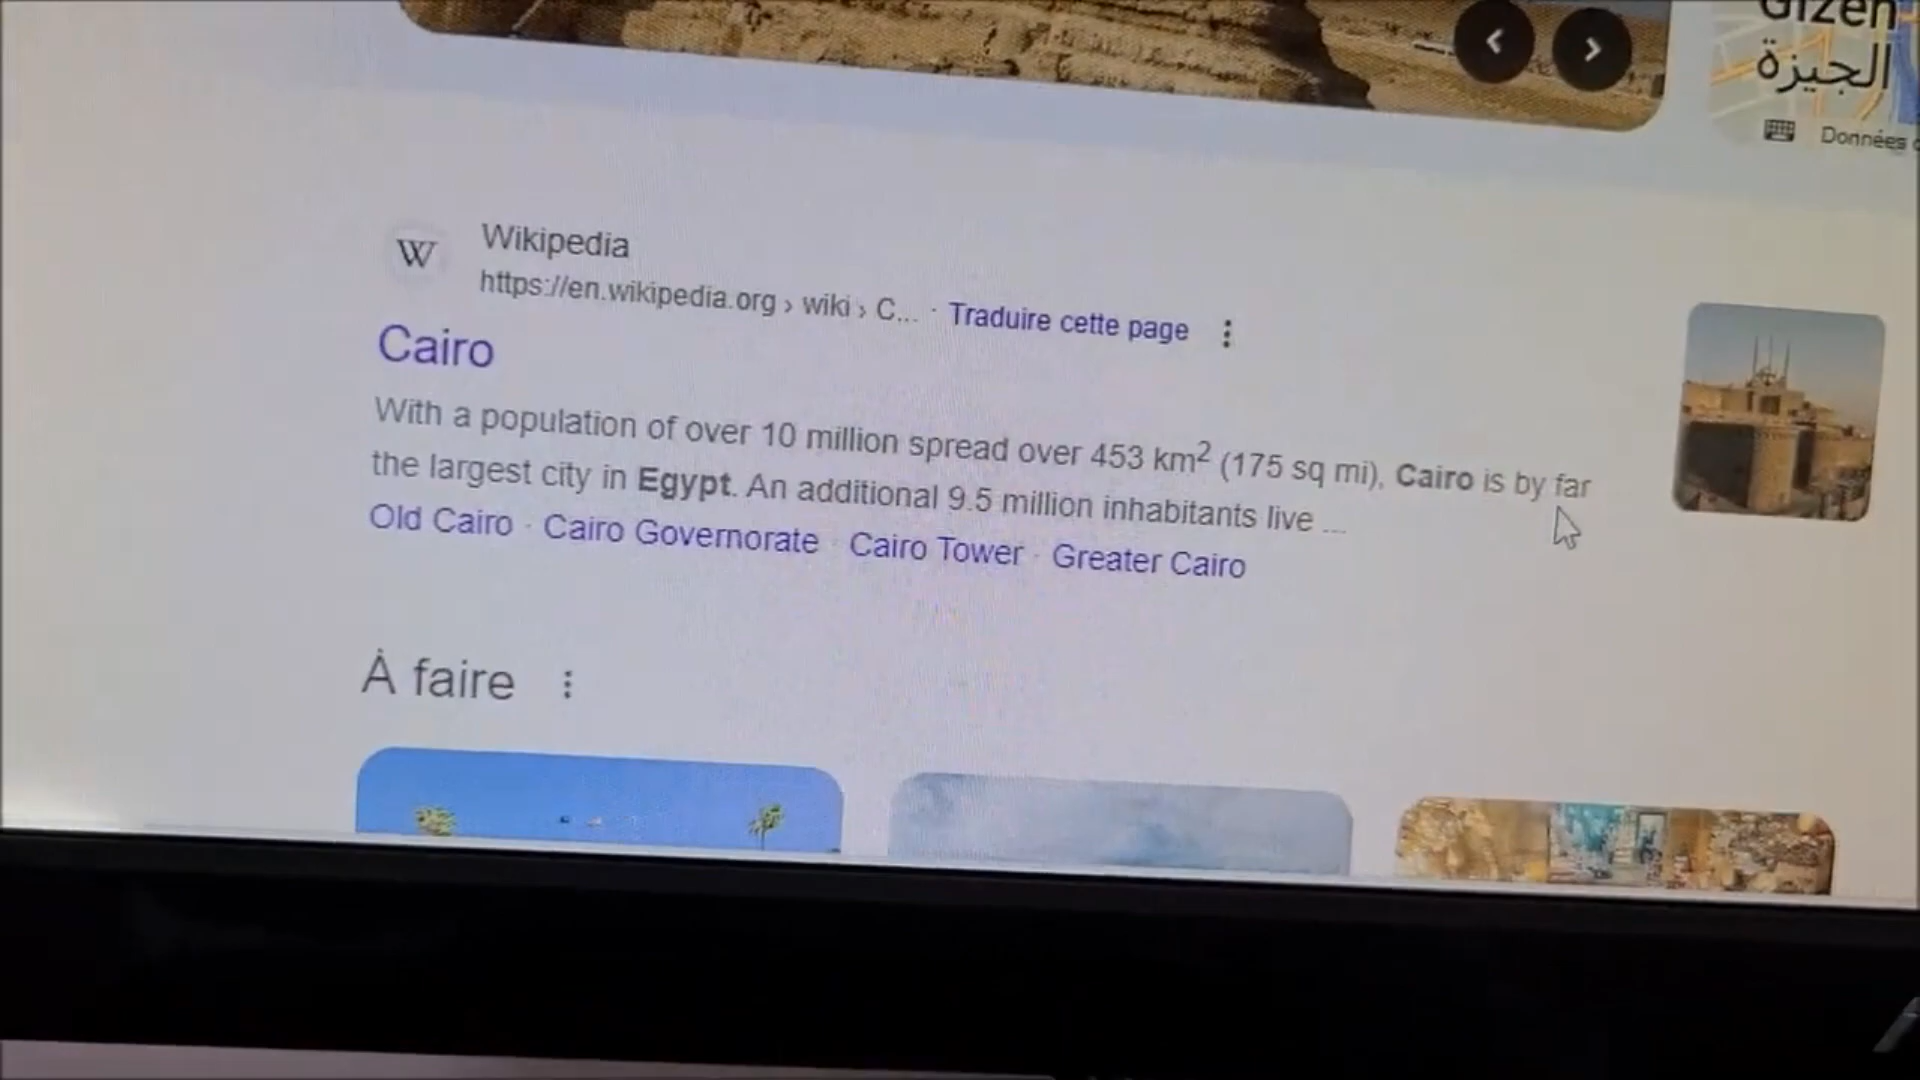 Gizeh
الجيزة
Données
W
Wikipedia
https://en.wikipedia.org › wiki › C... · Traduire cette page
Cairo
With a population of over 10 million spread over 453 km² (175 sq mi), Cairo is by far
the largest city in Egypt. An additional 9.5 million inhabitants live ...
Old Cairo · Cairo Governorate · Cairo Tower · Greater Cairo
À faire